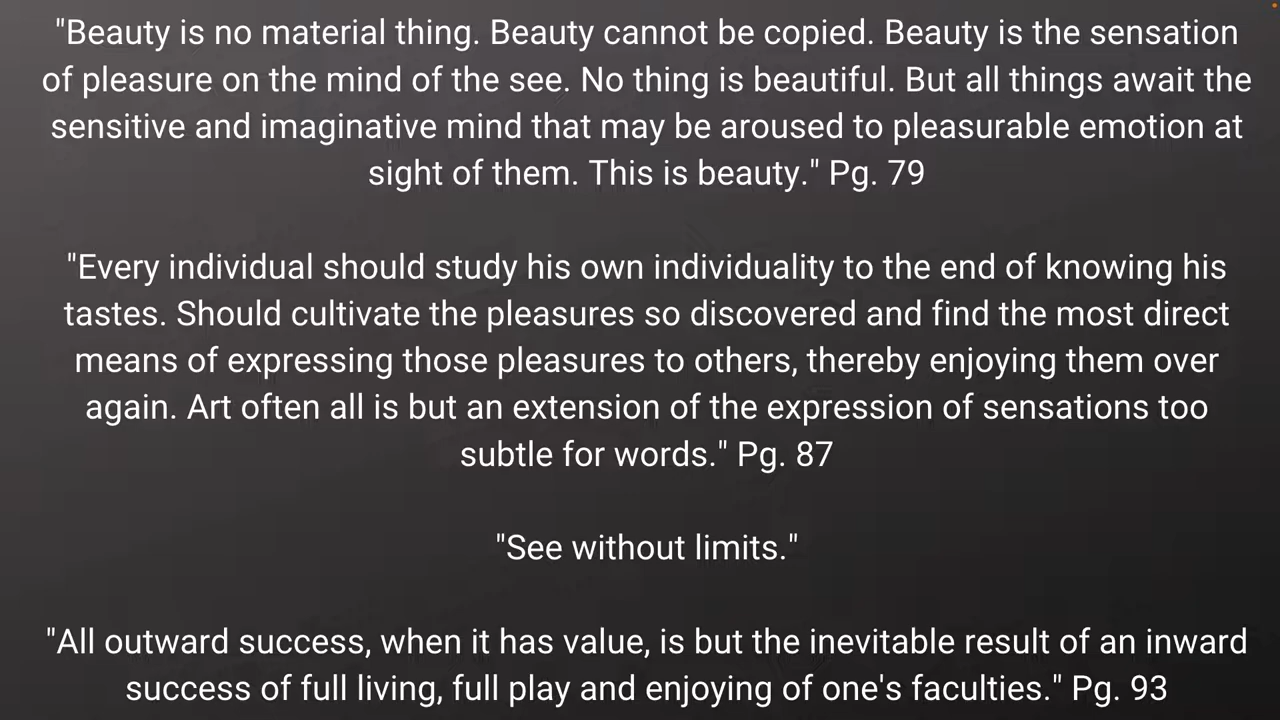 "Beauty is no material thing. Beauty cannot be copied. Beauty is the sensation
of pleasure on the mind of the see. No thing is beautiful. But all things await the
sensitive and imaginative mind that may be aroused to pleasurable emotion at
sight of them. This is beauty." Pg. 79
"Every individual should study his own individuality to the end of knowing his
tastes. Should cultivate the pleasures so discovered and find the most direct
means of expressing those pleasures to others, thereby enjoying them over
again. Art often all is but an extension of the expression of sensations too
subtle for words." Pg. 87
"See without limits."
"All outward success, when it has value, is but the inevitable result of an inward
success of full living, full play and enjoying of one's faculties." Pg. 93